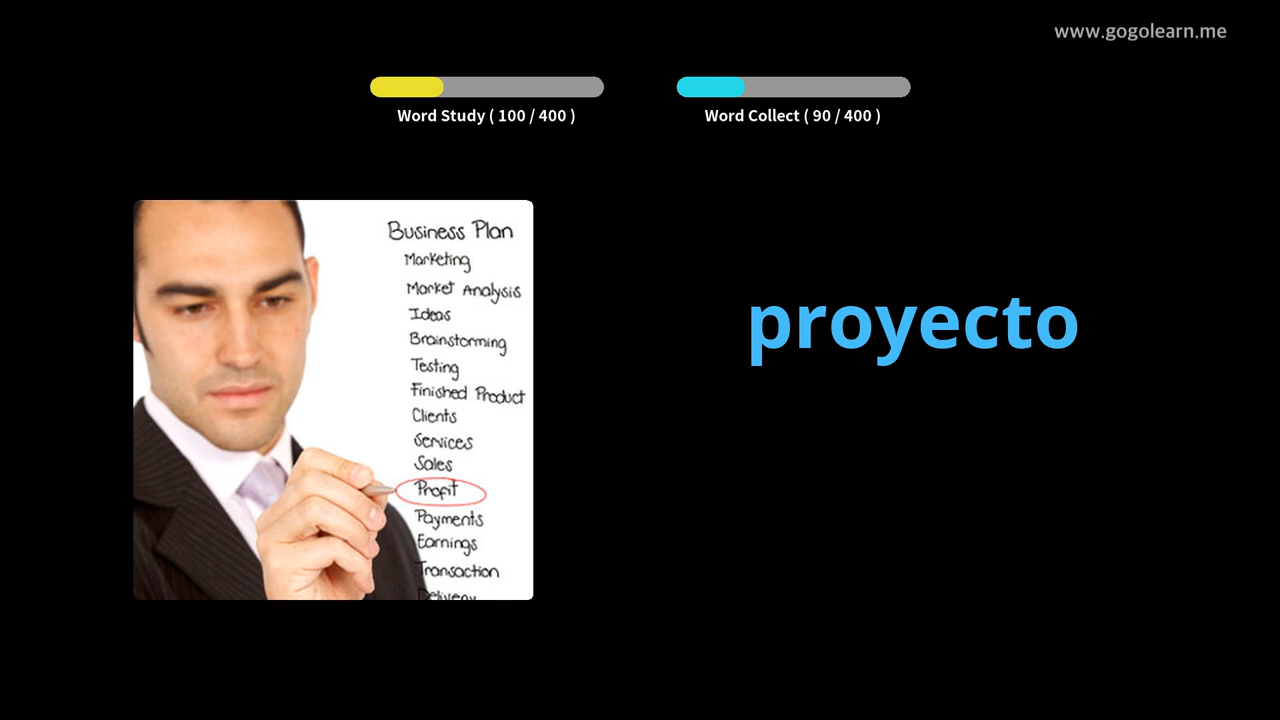 www.gogolearn.me
Word Study ( 100 / 400 )
Word Collect ( 90 / 400 )
Business Plan
Marketing
Market Analysis
Ideas
Brainstorming
Testing
Finished Product
Clients
Services
Sales
Profit
Payments
Earnings
Transaction
Delivery
proyecto